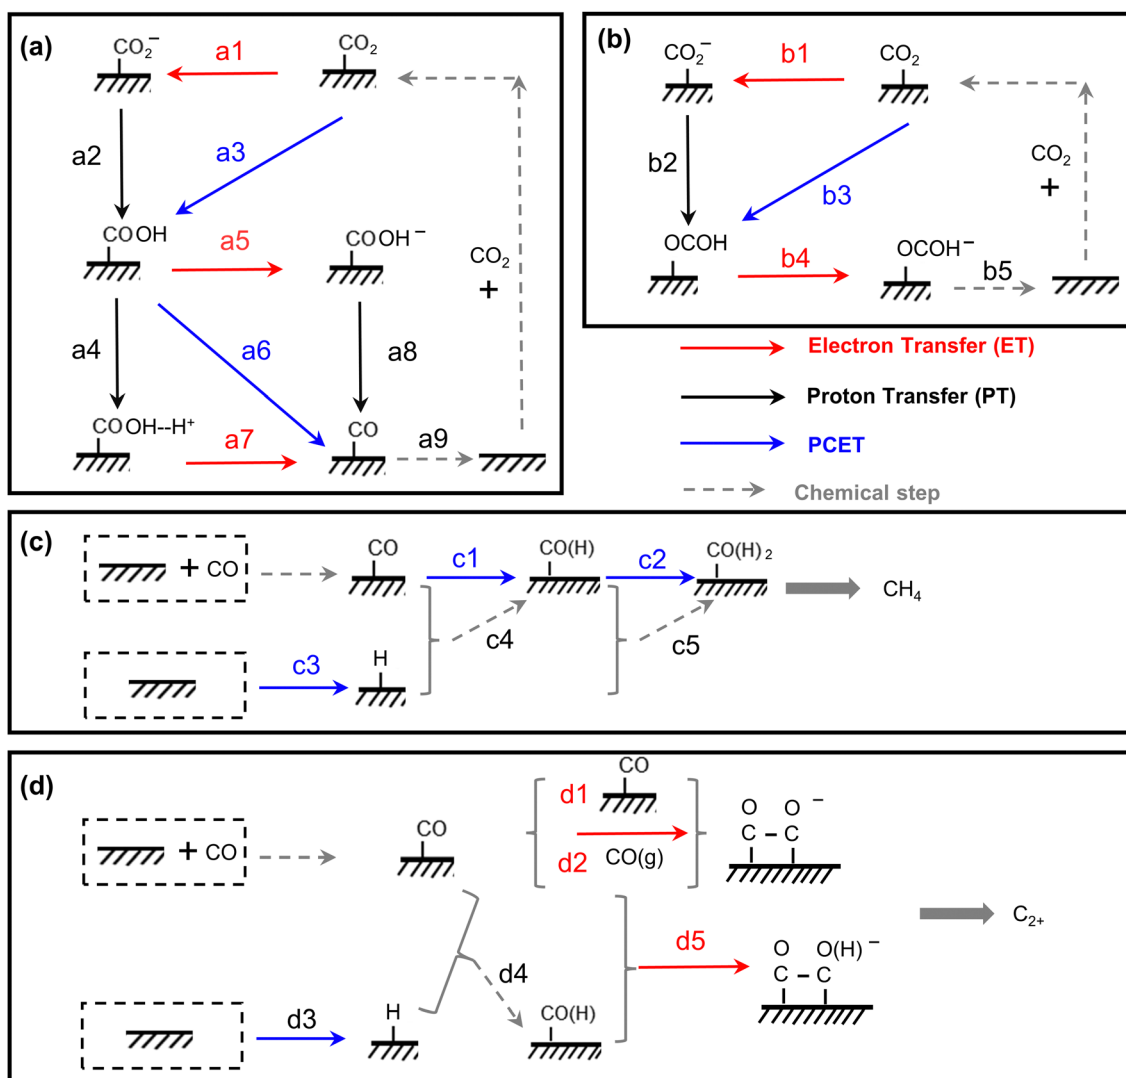 (a)
CO₂⁻
a1
CO₂
a2
a3
COOH
a5
COOH⁻
CO₂
+
a4
a6
a8
COOH--H⁺
a7
CO
a9
(b)
CO₂⁻
b1
CO₂
b2
b3
CO₂
+
OCOH
b4
OCOH⁻
b5
Electron Transfer (ET)
Proton Transfer (PT)
PCET
Chemical step
(c)
+ CO
CO
c1
CO(H)
c2
CO(H)₂
CH₄
c4
c5
c3
H
(d)
+ CO
CO
d1
CO
d2
CO(g)
O O ⁻
C – C
C₂₊
d4
d5
O O(H)⁻
C – C
d3
H
CO(H)